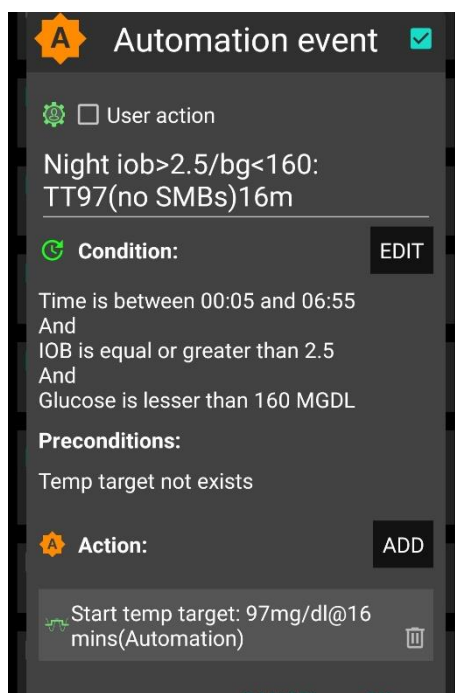 A Automation event
User action
Night iob>2.5/bg<160:
TT97(no SMBs)16m
Condition: EDIT
Time is between 00:05 and 06:55
And
IOB is equal or greater than 2.5
And
Glucose is lesser than 160 MGDL
Preconditions:
Temp target not exists
A Action: ADD
Start temp target: 97mg/dl@16
mins(Automation)